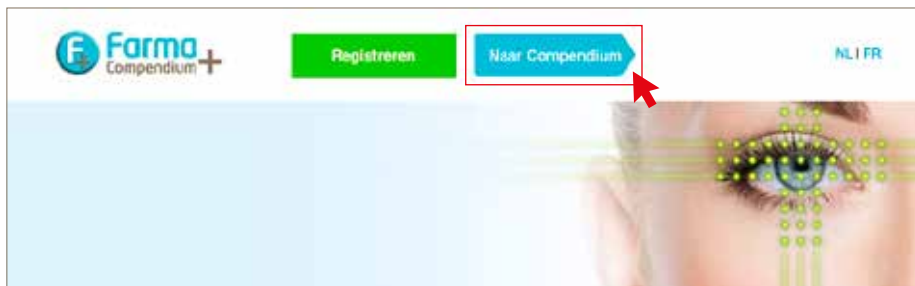 Farma
Compendium
Registreren
Naar Compendium
NL | FR